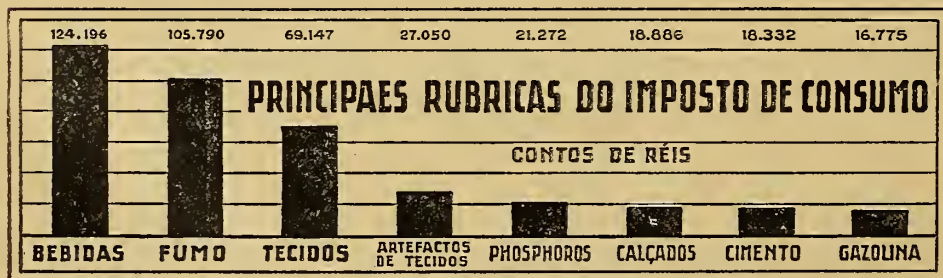 124.196 105.790 69.147 27.050 21.272 18.886 18.332 16.775
PRINCIPAES RUBRICAS DO IMPOSTO DE CONSUMO
CONTOS DE RÉIS
BEBIDAS FUMO TECIDOS ARTEFACTOS DE TECIDOS PHOSPHOROS CALÇADOS CIMENTO GAZOLINA